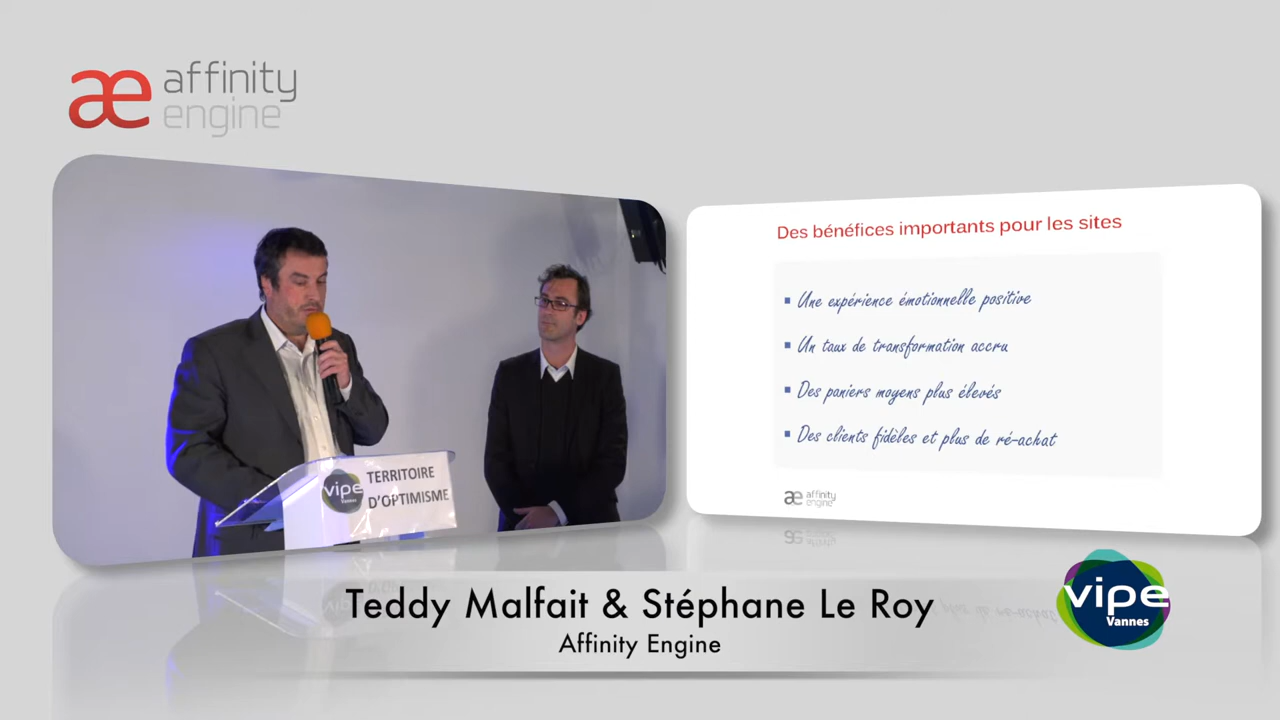 æ affinity
engine
vipe
Vannes
TERRITOIRE
D'OPTIMISME
Des bénéfices importants pour les sites
▪ Une expérience émotionnelle positive
▪ Un taux de transformation accru
▪ Des paniers moyens plus élevés
▪ Des clients fidèles et plus de ré-achat
æ affinity
engine
Teddy Malfait & Stéphane Le Roy
Affinity Engine
vipe
Vannes